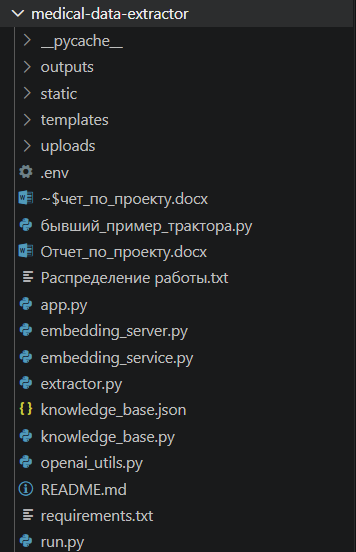 medical-data-extractor
__pycache__
outputs
static
templates
uploads
.env
~$чет_по_проекту.docx
бывший_пример_трактора.py
Отчет_по_проекту.docx
Распределение работы.txt
app.py
embedding_server.py
embedding_service.py
extractor.py
knowledge_base.json
knowledge_base.py
openai_utils.py
README.md
requirements.txt
run.py